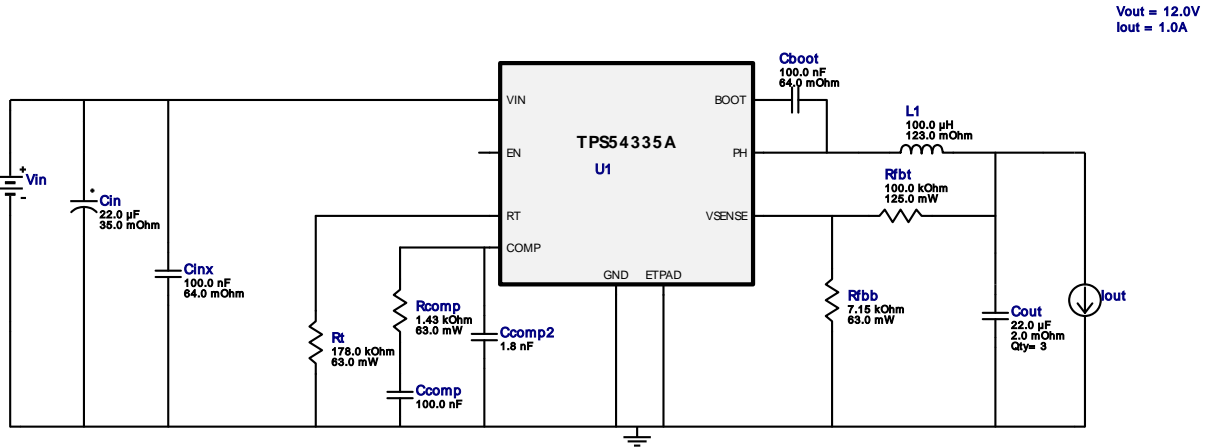 Vout = 12.0V
Iout = 1.0A
Cboot
100.0 nF
64.0 mOhm
VIN
BOOT
L1
100.0 µH
123.0 mOhm
TPS54335A
U1
EN
PH
Vin
+
-
Cin
22.0 µF
35.0 mOhm
Rfbt
100.0 kOhm
125.0 mW
RT
VSENSE
COMP
Cinx
100.0 nF
64.0 mOhm
GND
ETPAD
Rcomp
1.43 kOhm
63.0 mW
Rfbb
7.15 kOhm
63.0 mW
Iout
Cout
22.0 µF
2.0 mOhm
Qty= 3
Rt
178.0 kOhm
63.0 mW
Ccomp2
1.8 nF
Ccomp
100.0 nF